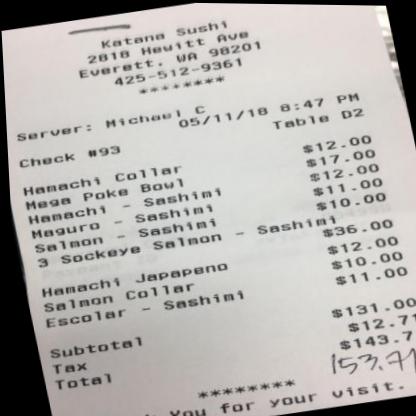 Katana Sushi
2818 Hewitt Ave
Everett, WA 98201
425-512-9361
********
Server: Michael C
05/11/18 8:47 PM
Table D2
Check #93
Hamachi Collar $12.00
Mega Poke Bowl $17.00
Hamachi - Sashimi $12.00
Maguro - Sashimi $11.00
Salmon - Sashimi $10.00
3 Sockeye Salmon - Sashimi $36.00
Hamachi Japapeno $12.00
Salmon Collar $10.00
Escolar - Sashimi $11.00
Subtotal $131.00
Tax $12.71
Total $143.7
153.71
********
You for your visit.